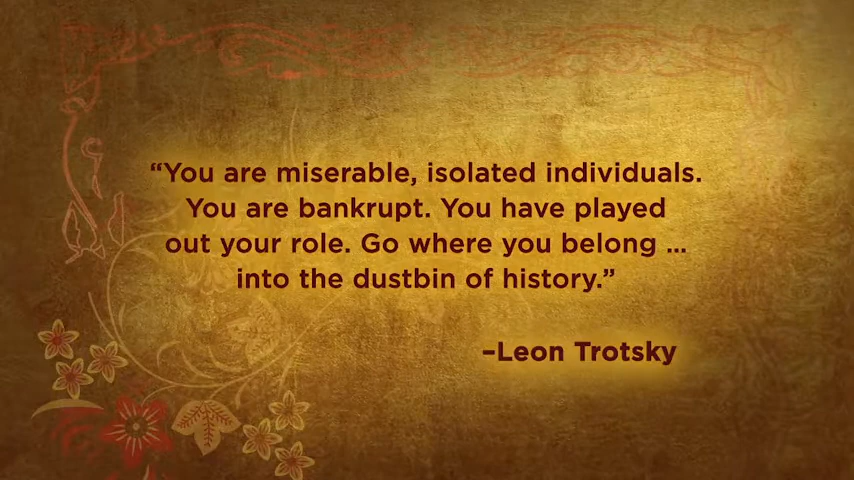 “You are miserable, isolated individuals.
You are bankrupt. You have played
out your role. Go where you belong ...
into the dustbin of history.”
–Leon Trotsky